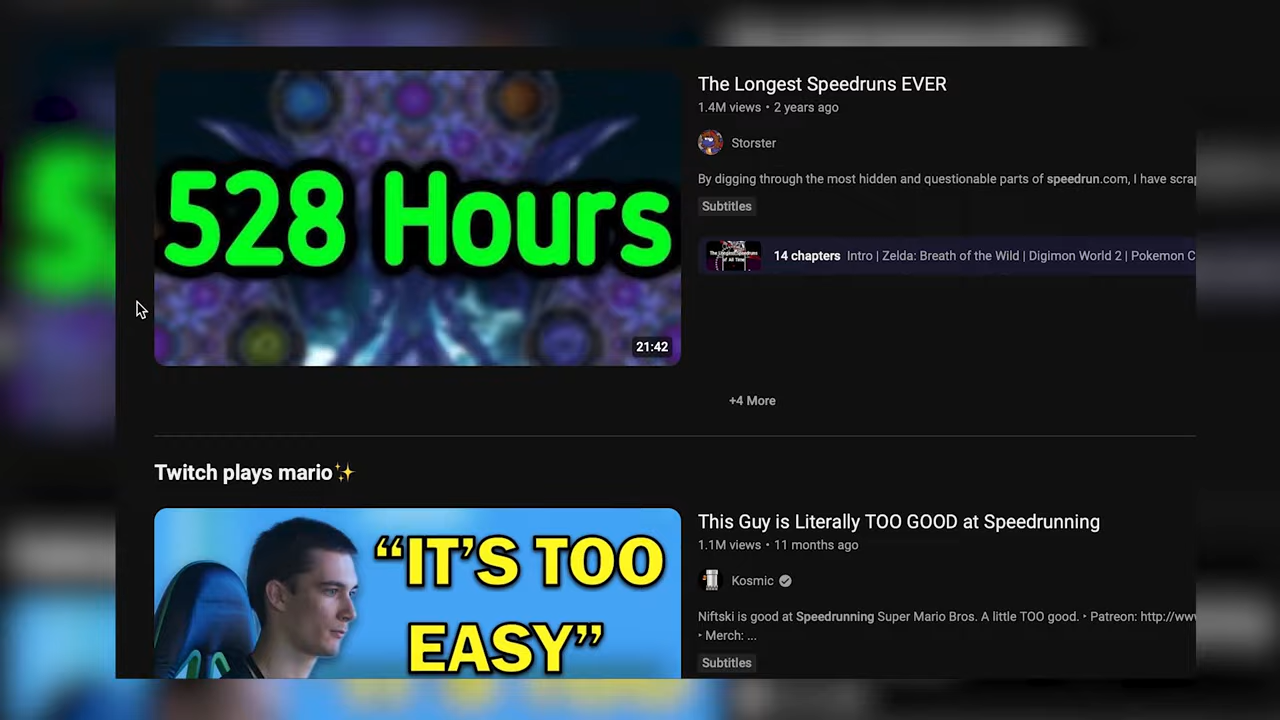 528 Hours
21:42
The Longest Speedruns EVER
1.4M views • 2 years ago
Storster
By digging through the most hidden and questionable parts of speedrun.com, I have scrap
Subtitles
14 chapters Intro | Zelda: Breath of the Wild | Digimon World 2 | Pokemon C
+4 More
Twitch plays mario✨
“IT’S TOO
EASY”
This Guy is Literally TOO GOOD at Speedrunning
1.1M views • 11 months ago
Kosmic
Niftski is good at Speedrunning Super Mario Bros. A little TOO good. ‣ Patreon: http://ww
‣ Merch: ...
Subtitles